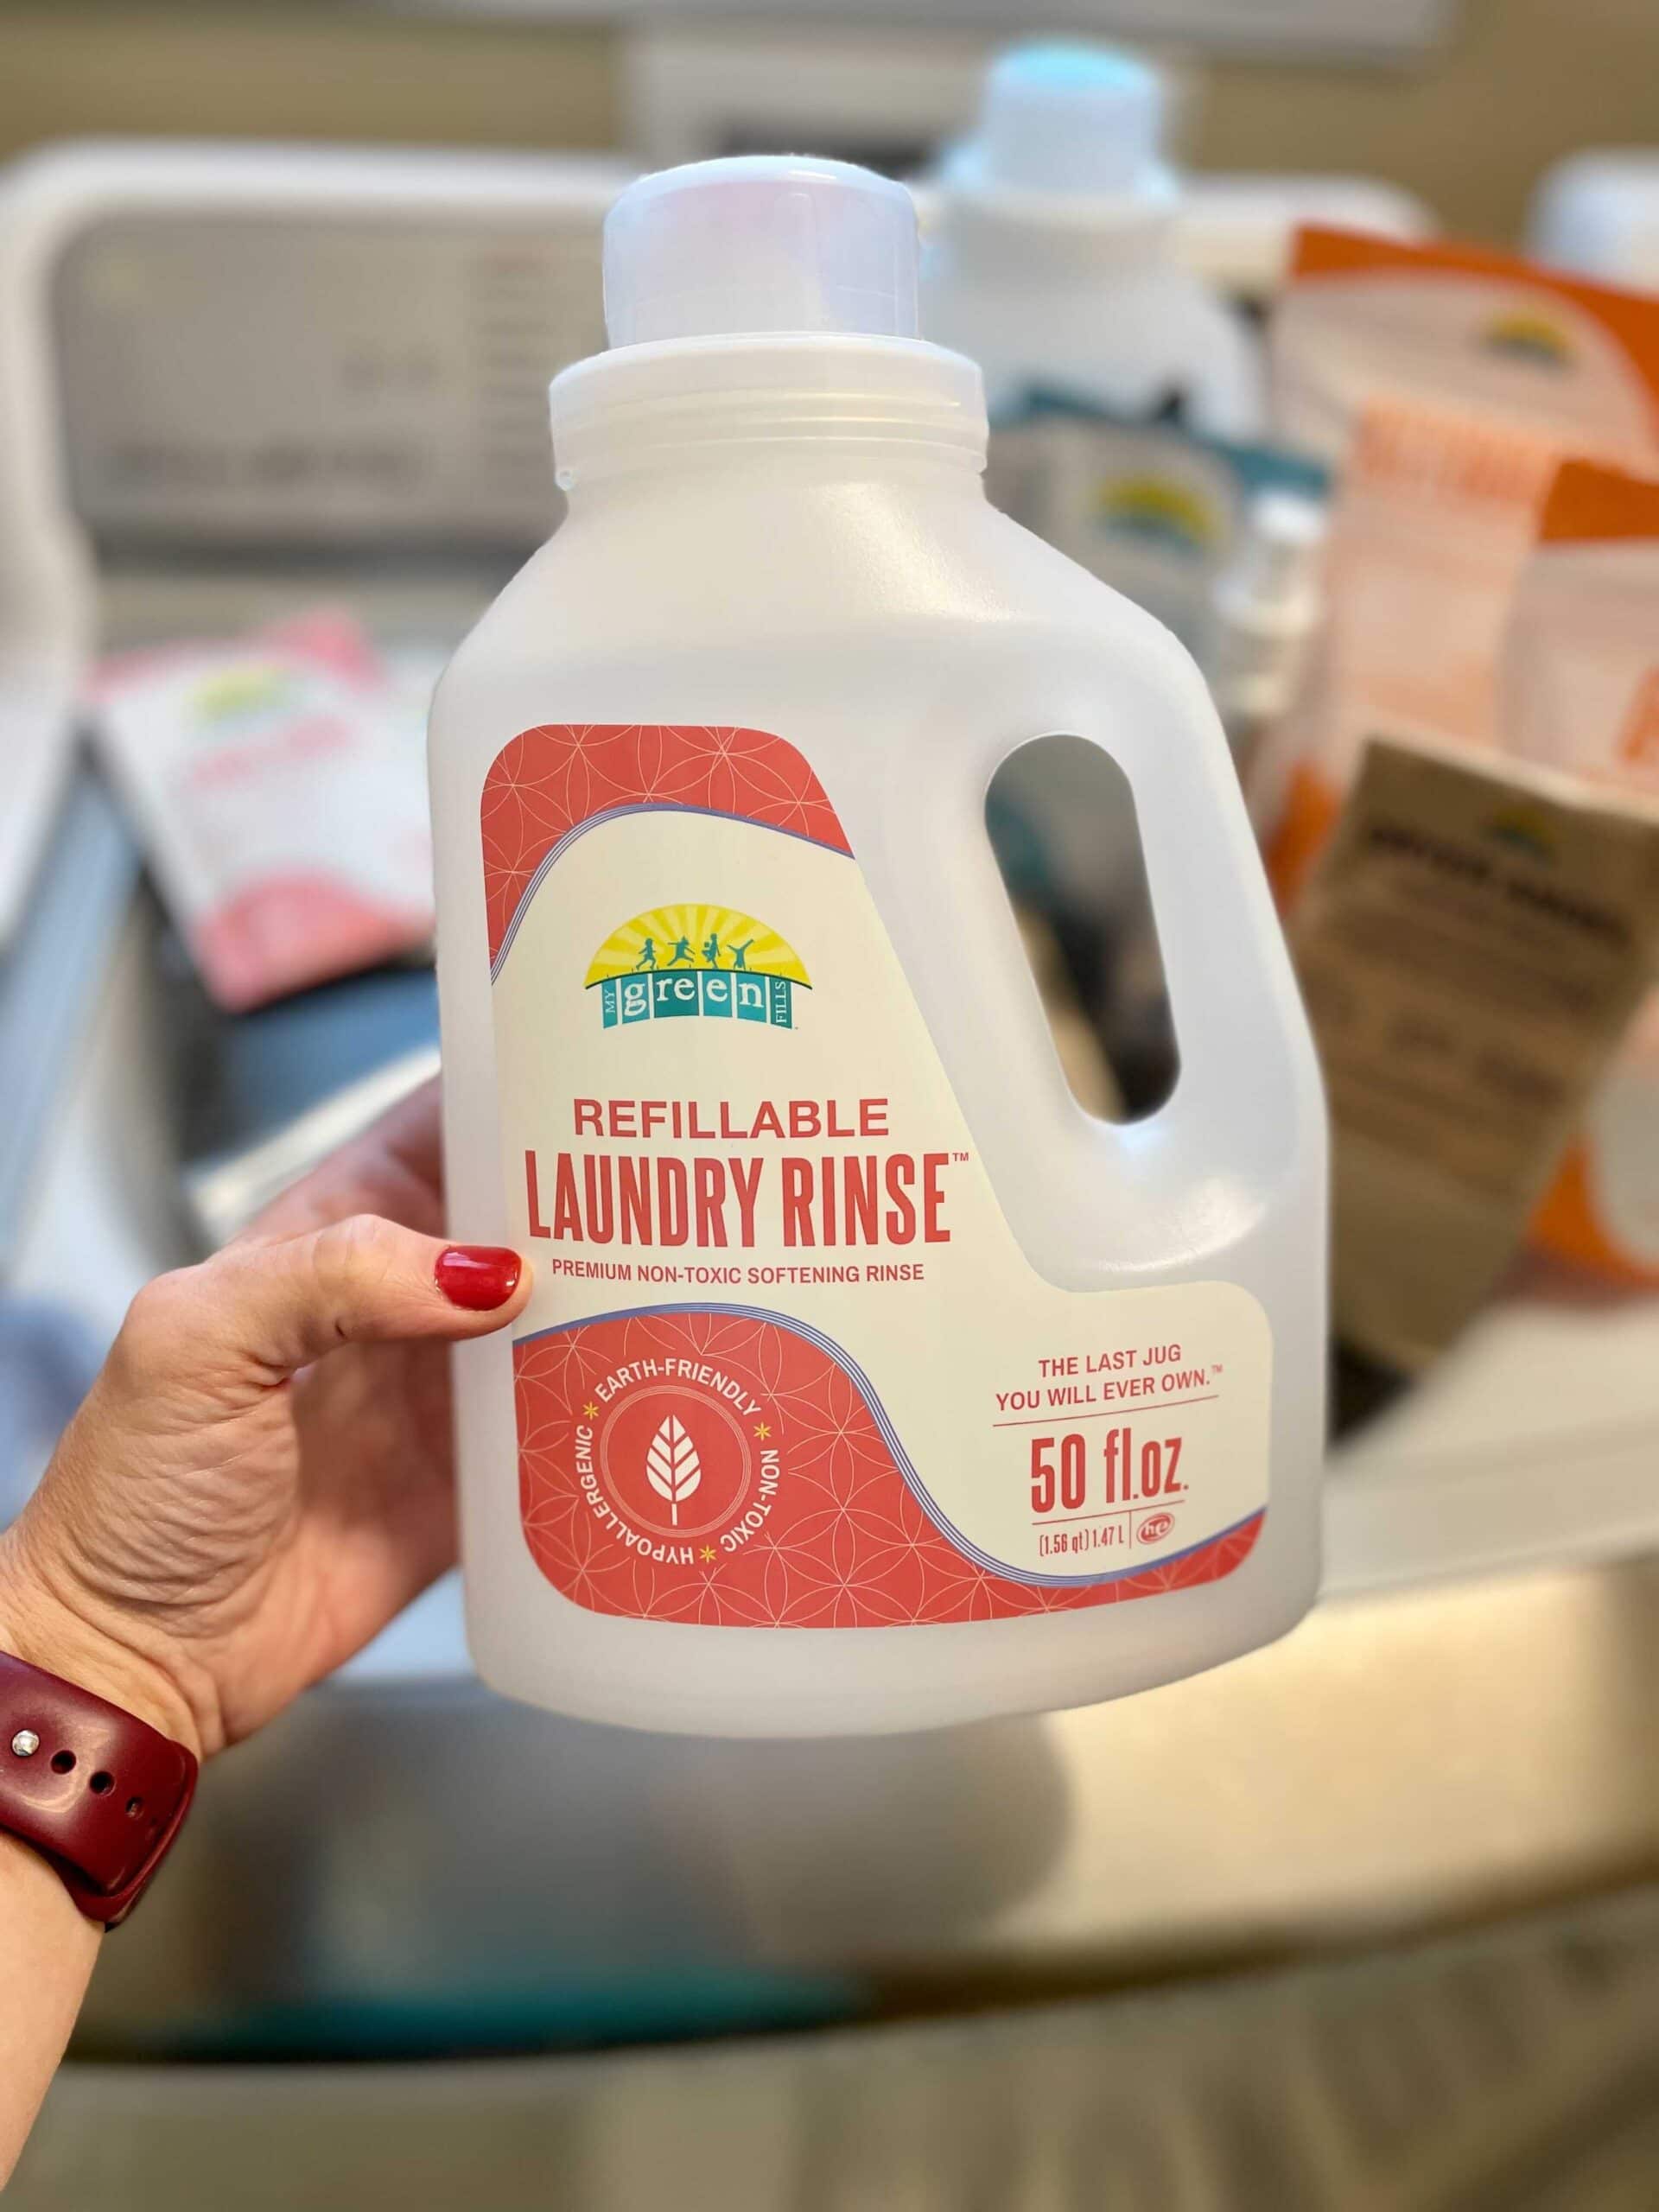 MY green FILLS
REFILLABLE
LAUNDRY RINSE™
PREMIUM NON-TOXIC SOFTENING RINSE
EARTH-FRIENDLY * NON-TOXIC * HYPOALLERGENIC *
THE LAST JUG
YOU WILL EVER OWN.™
50 fl.oz.
(1.56 qt) 1.47 L
he